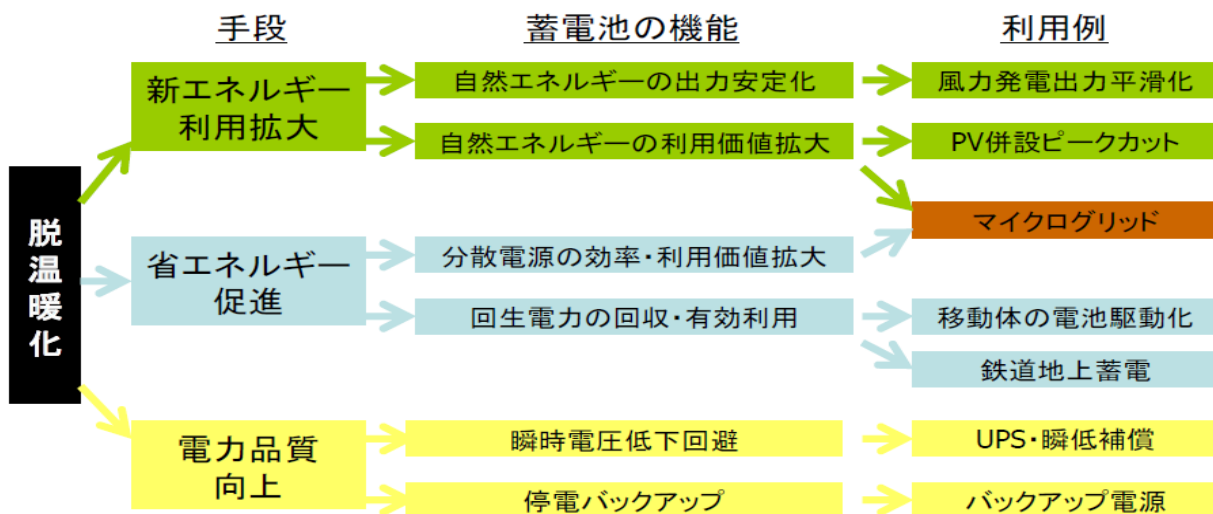 手段
蓄電池の機能
利用例
脱温暖化
新エネルギー
利用拡大
自然エネルギーの出力安定化
風力発電出力平滑化
自然エネルギーの利用価値拡大
PV併設ピークカット
マイクログリッド
省エネルギー
促進
分散電源の効率・利用価値拡大
回生電力の回収・有効利用
移動体の電池駆動化
鉄道地上蓄電
電力品質
向上
瞬時電圧低下回避
UPS・瞬低補償
停電バックアップ
バックアップ電源